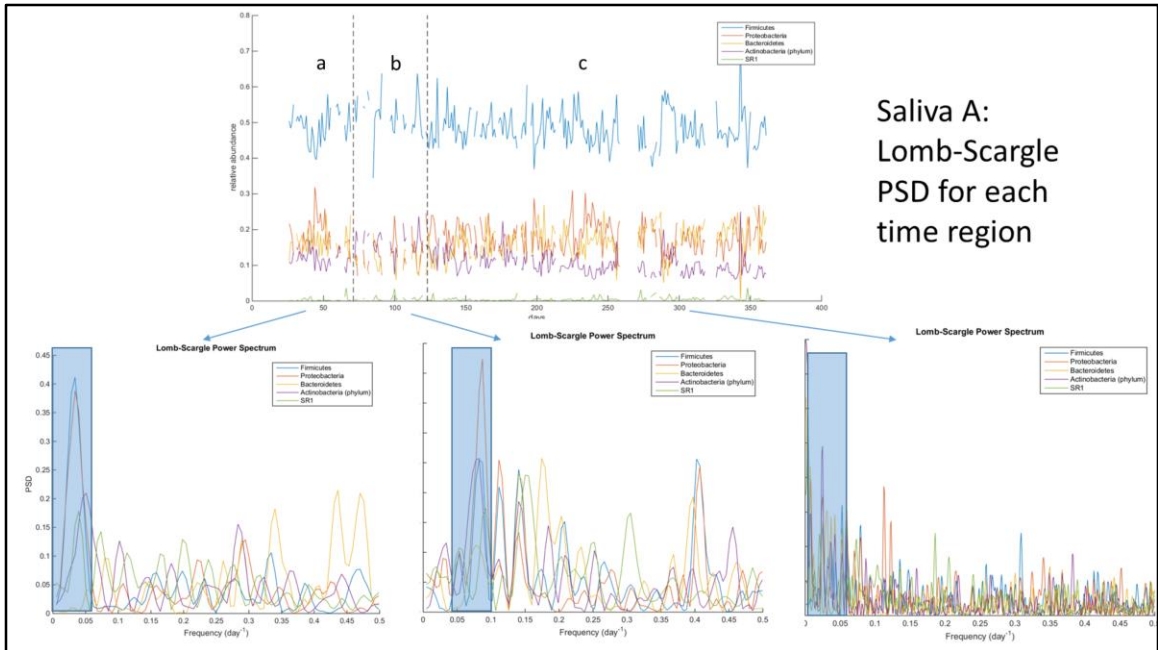 0.8
0.7
0.6
0.5
0.4
0.3
0.2
0.1
0
relative abundance
a
b
c
Firmicutes
Proteobacteria
Bacteroidetes
Actinobacteria (phylum)
SR1
0 50 100 150 200 250 300 350 400
days
Saliva A:
Lomb-Scargle
PSD for each
time region
Lomb-Scargle Power Spectrum
0.45
0.4
0.35
0.3
0.25
0.2
0.15
0.1
0.05
0
PSD
Firmicutes
Proteobacteria
Bacteroidetes
Actinobacteria (phylum)
SR1
0 0.05 0.1 0.15 0.2 0.25 0.3 0.35 0.4 0.45 0.5
Frequency (day-1)
Lomb-Scargle Power Spectrum
Firmicutes
Proteobacteria
Bacteroidetes
Actinobacteria (phylum)
SR1
0 0.05 0.1 0.15 0.2 0.25 0.3 0.35 0.4 0.45 0.5
Frequency (day-1)
Lomb-Scargle Power Spectrum
Firmicutes
Proteobacteria
Bacteroidetes
Actinobacteria (phylum)
SR1
0.05 0.1 0.15 0.2 0.25 0.3 0.35 0.4 0.45 0.5
Frequency (day-1)